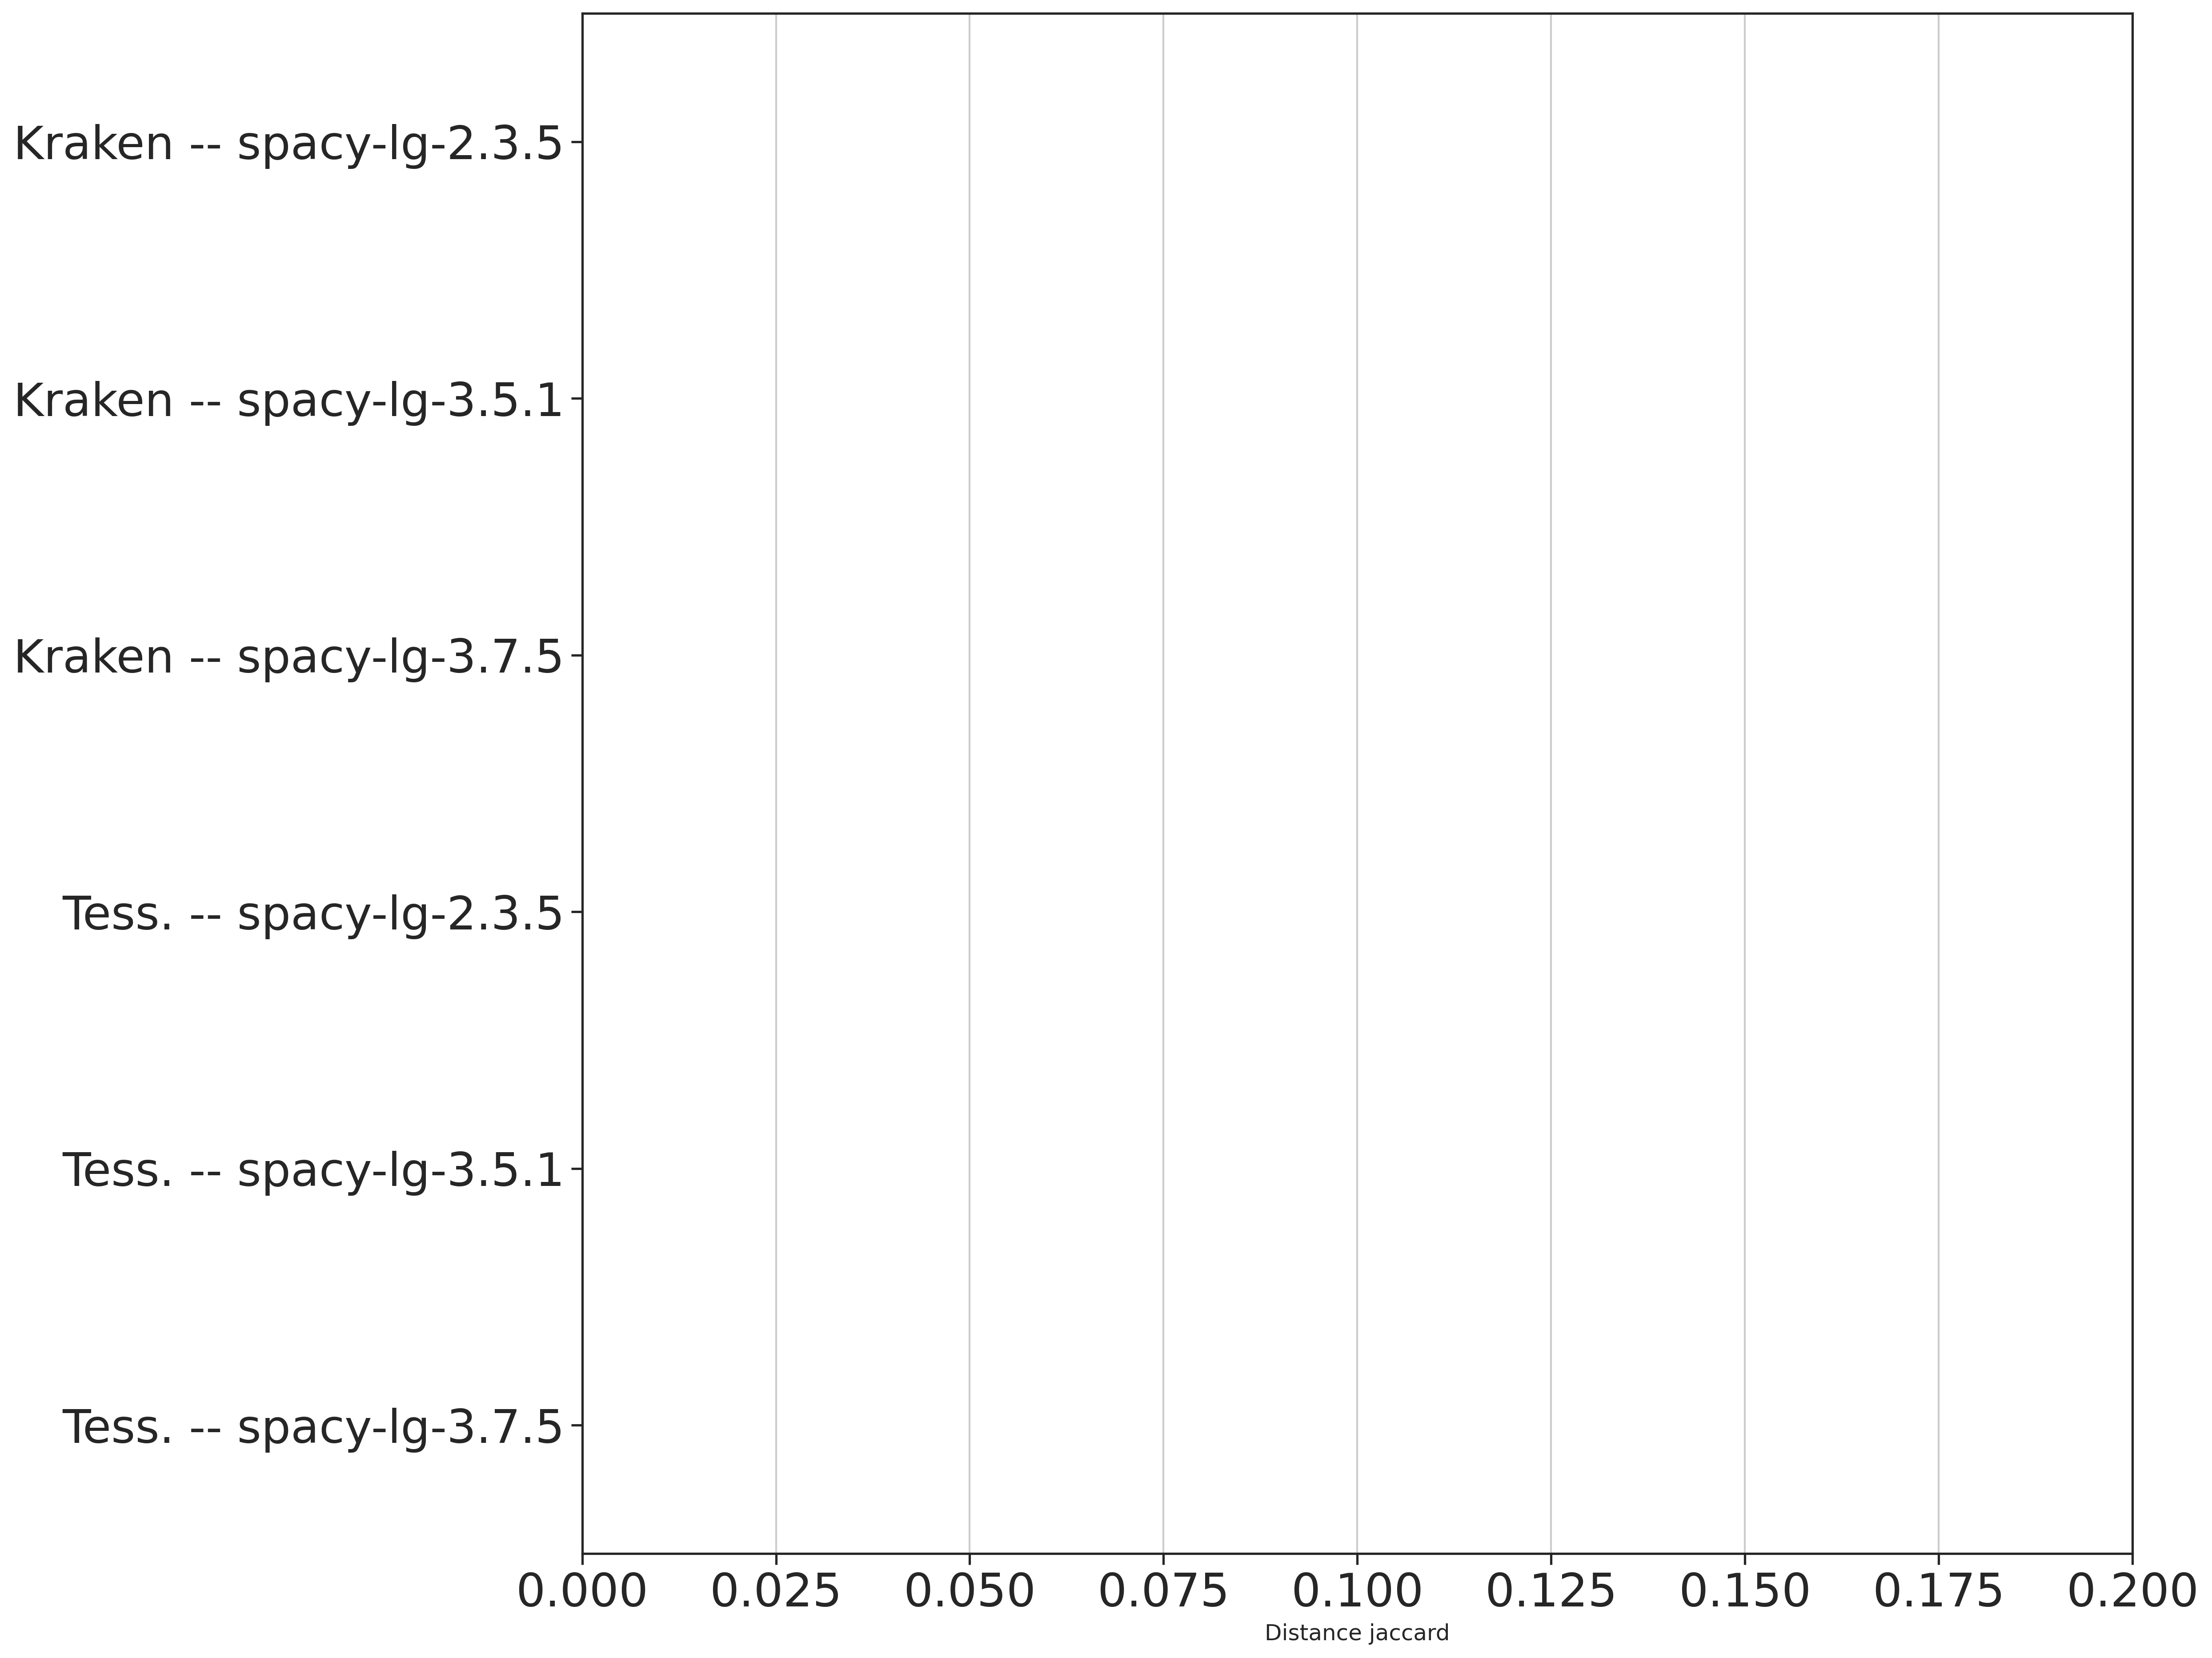 Kraken -- spacy-lg-2.3.5
Kraken -- spacy-lg-3.5.1
Kraken -- spacy-lg-3.7.5
Tess. -- spacy-lg-2.3.5
Tess. -- spacy-lg-3.5.1
Tess. -- spacy-lg-3.7.5
0.000 0.025 0.050 0.075 0.100 0.125 0.150 0.175 0.200
Distance jaccard